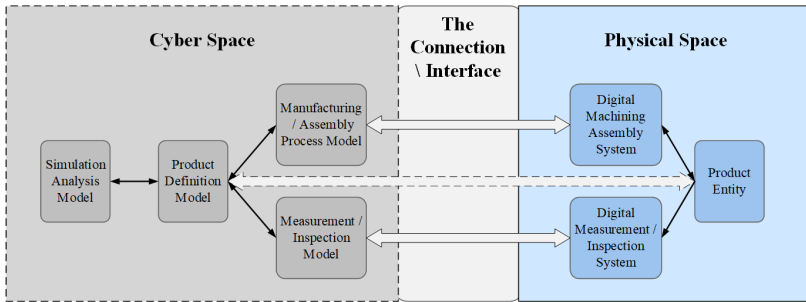 Cyber Space
The
Connection
\ Interface
Physical Space
Manufacturing
/ Assembly
Process Model
Digital
Machining
Assembly
System
Simulation
Analysis
Model
Product
Definition
Model
Product
Entity
Measurement /
Inspection
Model
Digital
Measurement /
Inspection
System